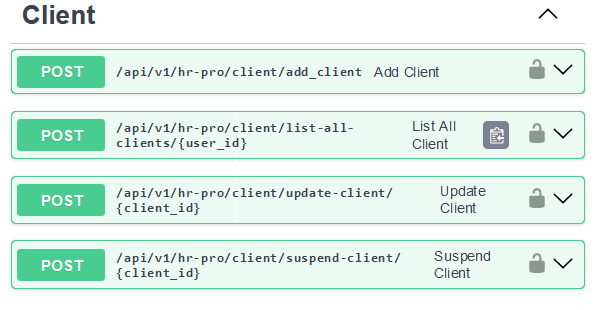 Client
POST /api/v1/hr-pro/client/add_client Add Client
POST /api/v1/hr-pro/client/list-all-
clients/{user_id} List All
Client
POST /api/v1/hr-pro/client/update-client/
{client_id} Update
Client
POST /api/v1/hr-pro/client/suspend-client/
{client_id} Suspend
Client